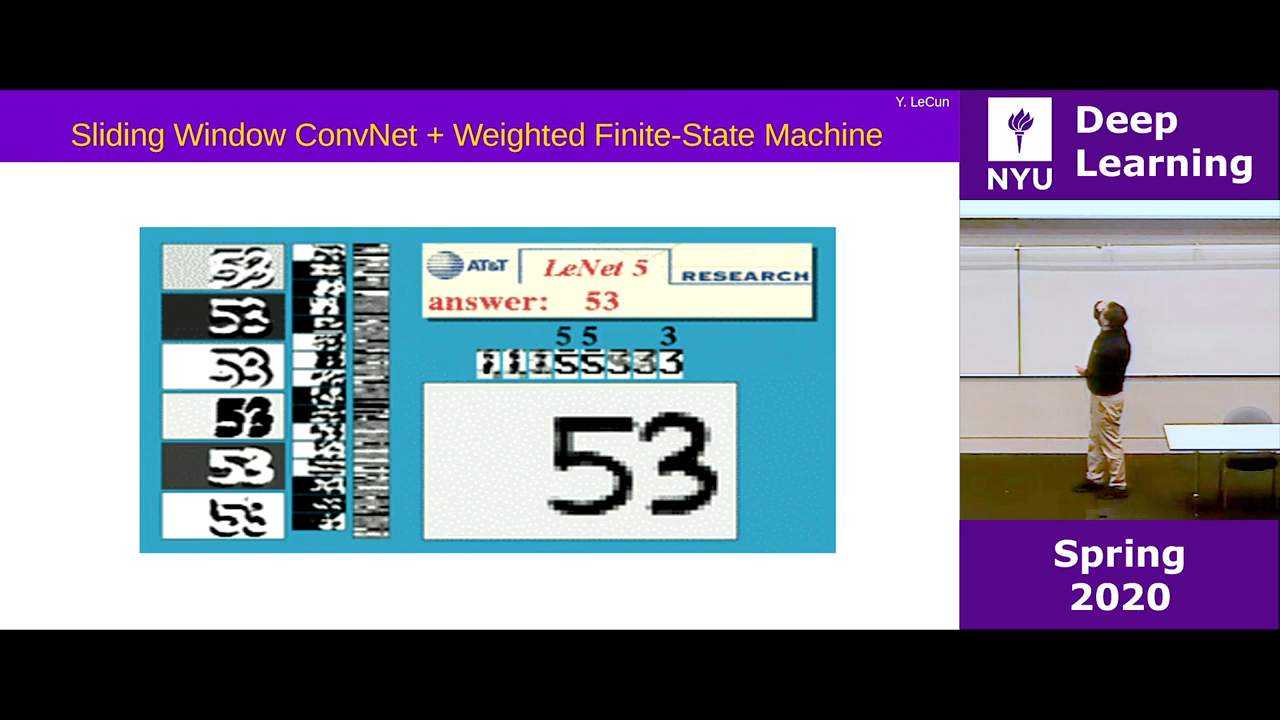 Y. LeCun
Sliding Window ConvNet + Weighted Finite-State Machine
AT&T
LeNet 5
RESEARCH
answer: 53
5 5 3
53
NYU
Deep
Learning
Spring
2020